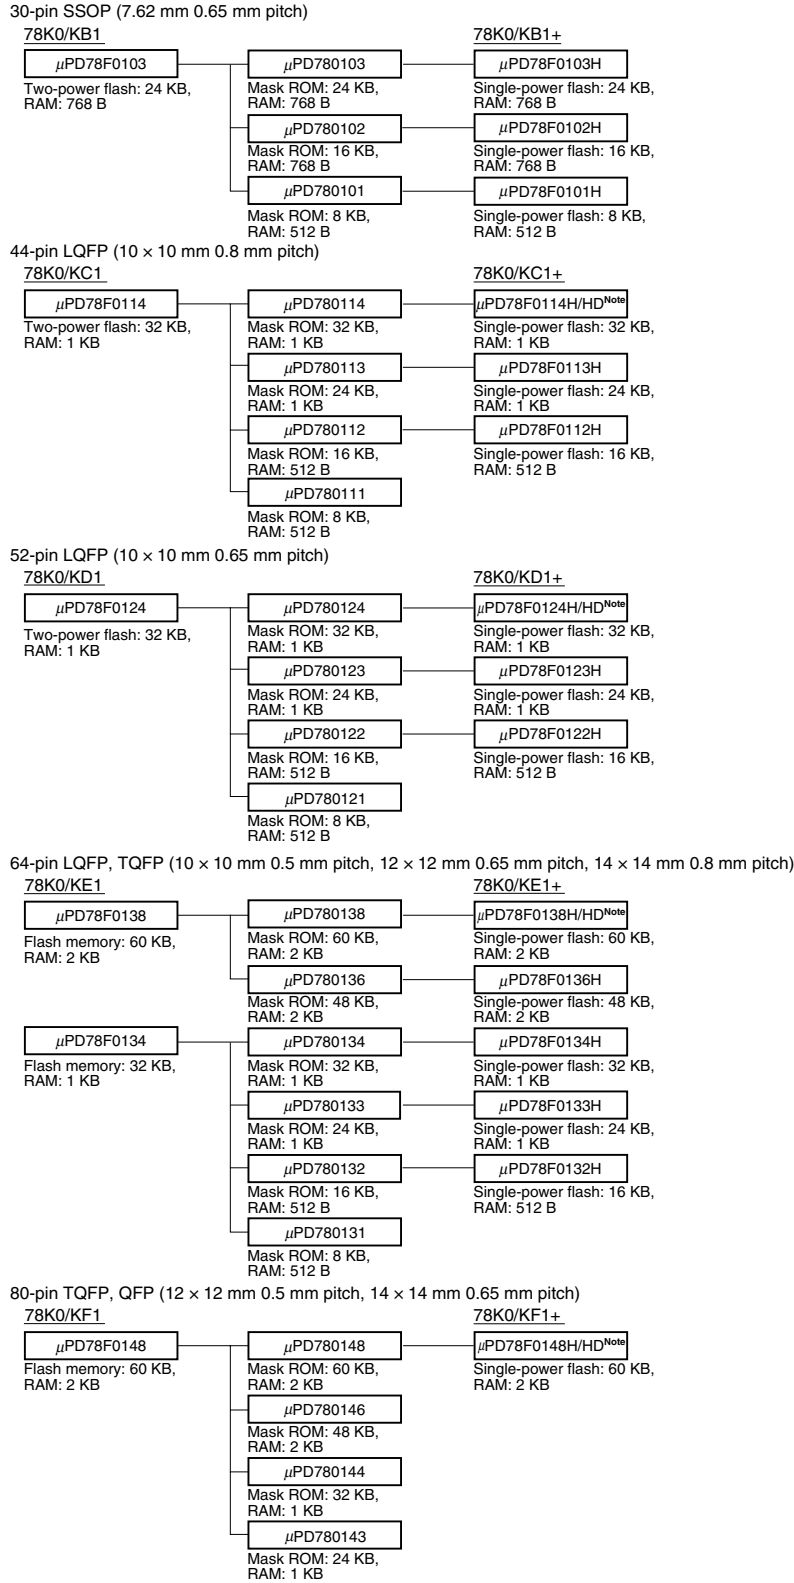 30-pin SSOP (7.62 mm 0.65 mm pitch)
78K0/KB1 78K0/KB1+
μPD78F0103 μPD780103 μPD78F0103H
Two-power flash: 24 KB, Mask ROM: 24 KB, Single-power flash: 24 KB,
RAM: 768 B RAM: 768 B RAM: 768 B
μPD780102 μPD78F0102H
Mask ROM: 16 KB, Single-power flash: 16 KB,
RAM: 768 B RAM: 768 B
μPD780101 μPD78F0101H
Mask ROM: 8 KB, Single-power flash: 8 KB,
RAM: 512 B RAM: 512 B
44-pin LQFP (10 × 10 mm 0.8 mm pitch)
78K0/KC1 78K0/KC1+
μPD78F0114 μPD780114 μPD78F0114H/HDNote
Two-power flash: 32 KB, Mask ROM: 32 KB, Single-power flash: 32 KB,
RAM: 1 KB RAM: 1 KB RAM: 1 KB
μPD780113 μPD78F0113H
Mask ROM: 24 KB, Single-power flash: 24 KB,
RAM: 1 KB RAM: 1 KB
μPD780112 μPD78F0112H
Mask ROM: 16 KB, Single-power flash: 16 KB,
RAM: 512 B RAM: 512 B
μPD780111
Mask ROM: 8 KB,
RAM: 512 B
52-pin LQFP (10 × 10 mm 0.65 mm pitch)
78K0/KD1 78K0/KD1+
μPD78F0124 μPD780124 μPD78F0124H/HDNote
Two-power flash: 32 KB, Mask ROM: 32 KB, Single-power flash: 32 KB,
RAM: 1 KB RAM: 1 KB RAM: 1 KB
μPD780123 μPD78F0123H
Mask ROM: 24 KB, Single-power flash: 24 KB,
RAM: 1 KB RAM: 1 KB
μPD780122 μPD78F0122H
Mask ROM: 16 KB, Single-power flash: 16 KB,
RAM: 512 B RAM: 512 B
μPD780121
Mask ROM: 8 KB,
RAM: 512 B
64-pin LQFP, TQFP (10 × 10 mm 0.5 mm pitch, 12 × 12 mm 0.65 mm pitch, 14 × 14 mm 0.8 mm pitch)
78K0/KE1 78K0/KE1+
μPD78F0138 μPD780138 μPD78F0138H/HDNote
Flash memory: 60 KB, Mask ROM: 60 KB, Single-power flash: 60 KB,
RAM: 2 KB RAM: 2 KB RAM: 2 KB
μPD780136 μPD78F0136H
Mask ROM: 48 KB, Single-power flash: 48 KB,
RAM: 2 KB RAM: 2 KB
μPD78F0134 μPD780134 μPD78F0134H
Flash memory: 32 KB, Mask ROM: 32 KB, Single-power flash: 32 KB,
RAM: 1 KB RAM: 1 KB RAM: 1 KB
μPD780133 μPD78F0133H
Mask ROM: 24 KB, Single-power flash: 24 KB,
RAM: 1 KB RAM: 1 KB
μPD780132 μPD78F0132H
Mask ROM: 16 KB, Single-power flash: 16 KB,
RAM: 512 B RAM: 512 B
μPD780131
Mask ROM: 8 KB,
RAM: 512 B
80-pin TQFP, QFP (12 × 12 mm 0.5 mm pitch, 14 × 14 mm 0.65 mm pitch)
78K0/KF1 78K0/KF1+
μPD78F0148 μPD780148 μPD78F0148H/HDNote
Flash memory: 60 KB, Mask ROM: 60 KB, Single-power flash: 60 KB,
RAM: 2 KB RAM: 2 KB RAM: 2 KB
μPD780146
Mask ROM: 48 KB,
RAM: 2 KB
μPD780144
Mask ROM: 32 KB,
RAM: 1 KB
μPD780143
Mask ROM: 24 KB,
RAM: 1 KB